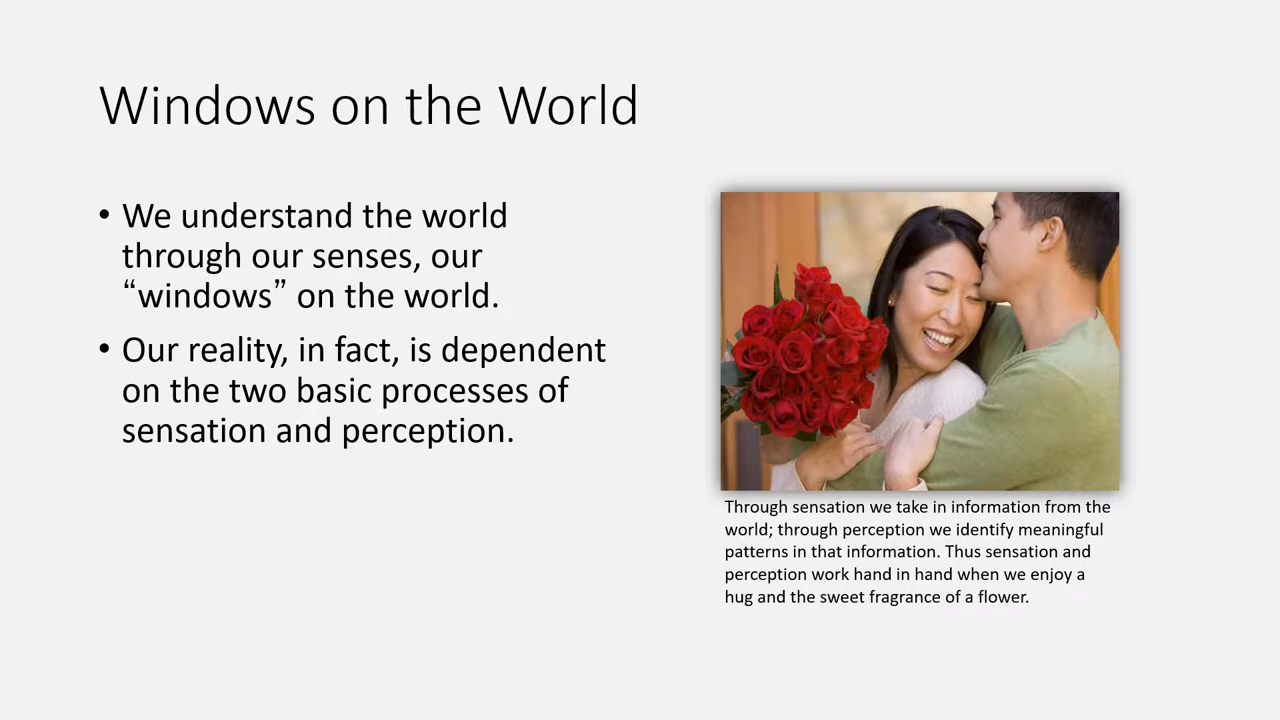 Windows on the World
• We understand the world
through our senses, our
“windows” on the world.
• Our reality, in fact, is dependent
on the two basic processes of
sensation and perception.
Through sensation we take in information from the
world; through perception we identify meaningful
patterns in that information. Thus sensation and
perception work hand in hand when we enjoy a
hug and the sweet fragrance of a flower.